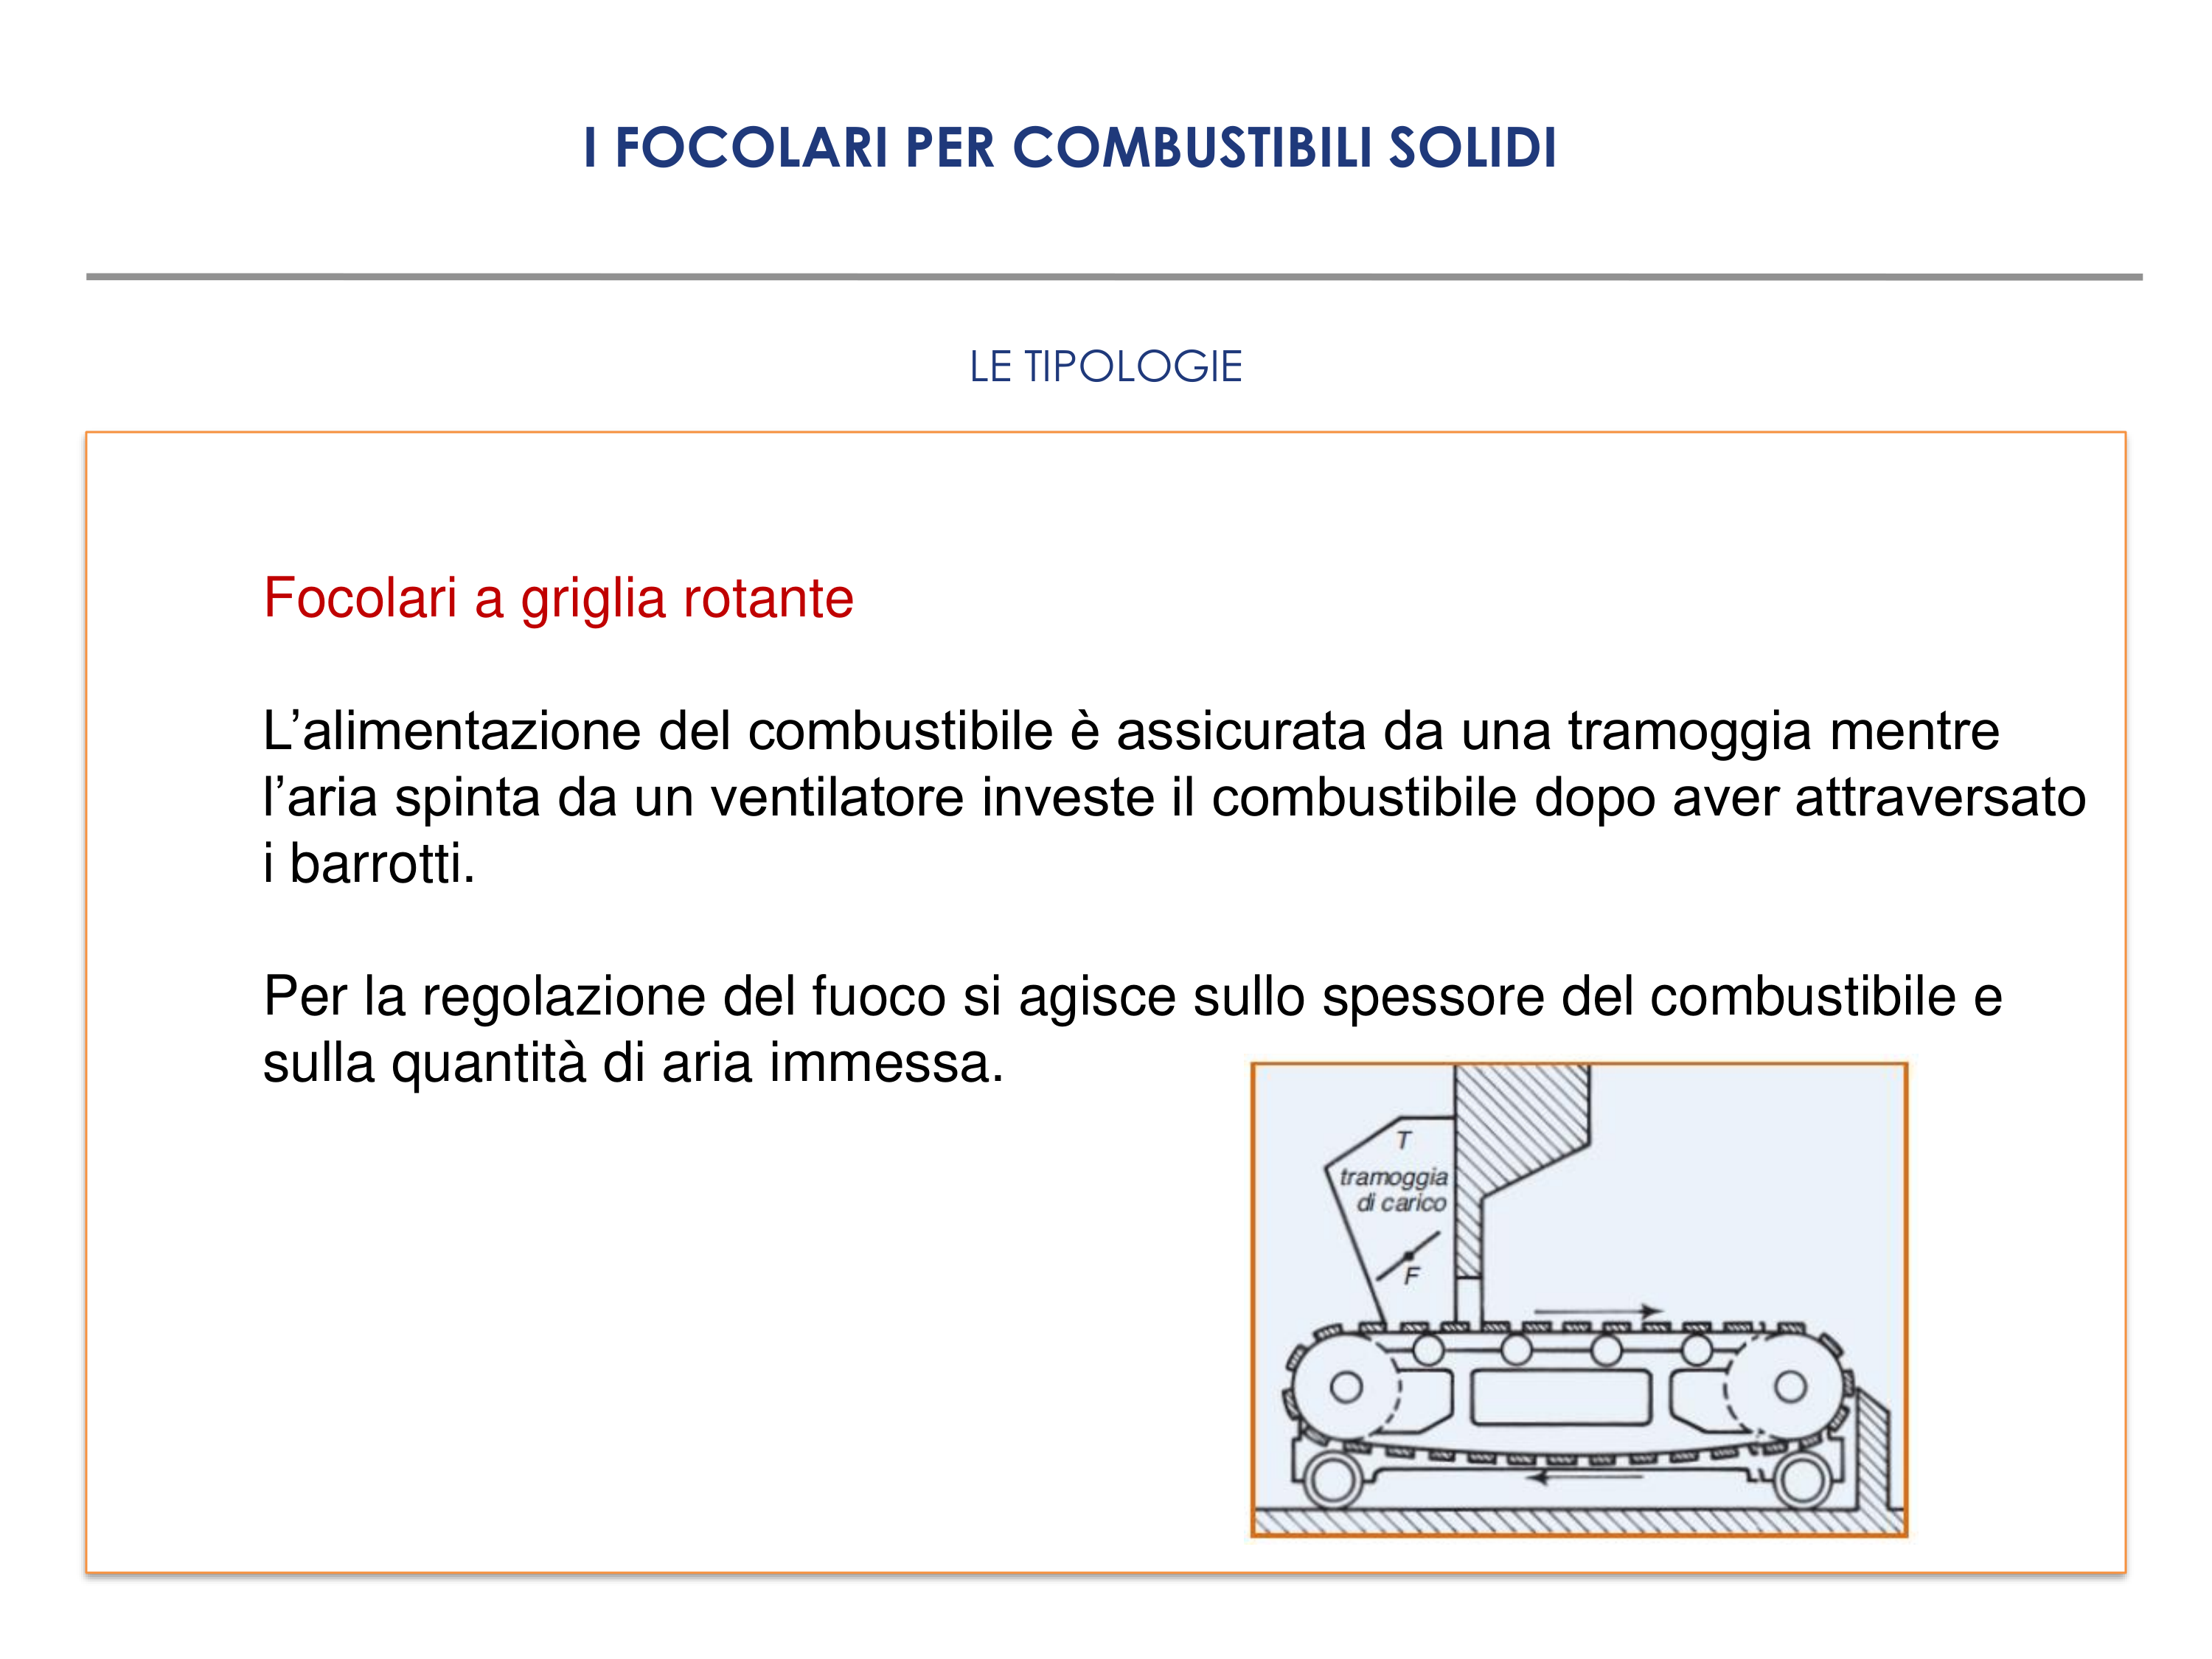 I FOCOLARI PER COMBUSTIBILI SOLIDI
LE TIPOLOGIE
Focolari a griglia rotante
L’alimentazione del combustibile è assicurata da una tramoggia mentre
l’aria spinta da un ventilatore investe il combustibile dopo aver attraversato
i barrotti.
Per la regolazione del fuoco si agisce sullo spessore del combustibile e
sulla quantità di aria immessa.
T
tramoggia
di carico
F